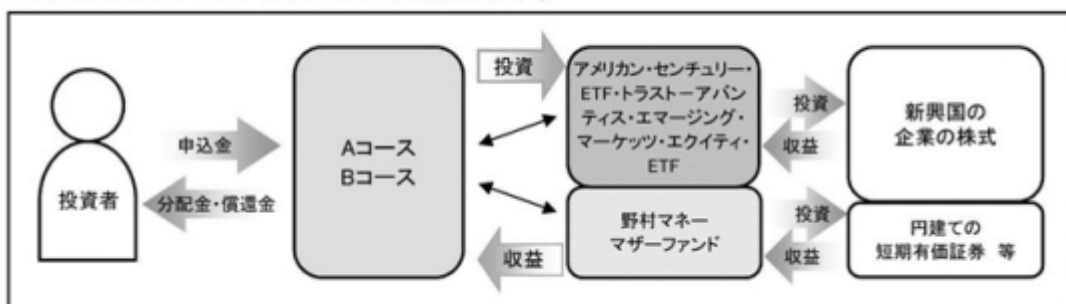 投資者
申込金
分配金・償還金
Aコース
Bコース
投資
収益
アメリカン・センチュリー・
ETF・トラスト－アバン
ティス・エマージング・
マーケッツ・エクイティ・
ETF
野村マネー
マザーファンド
投資
収益
投資
収益
新興国の
企業の株式
円建ての
短期有価証券 等